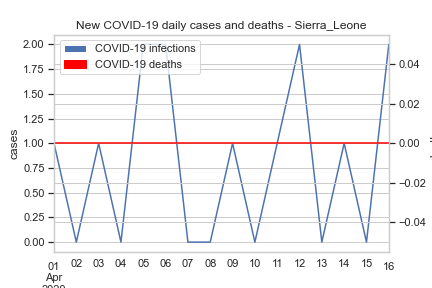 New COVID-19 daily cases and deaths - Sierra_Leone
COVID-19 infections
COVID-19 deaths
cases
2.00
1.75
1.50
1.25
1.00
0.75
0.50
0.25
0.00
0.04
0.02
0.00
−0.02
−0.04
01 02 03 04 05 06 07 08 09 10 11 12 13 14 15 16
Apr